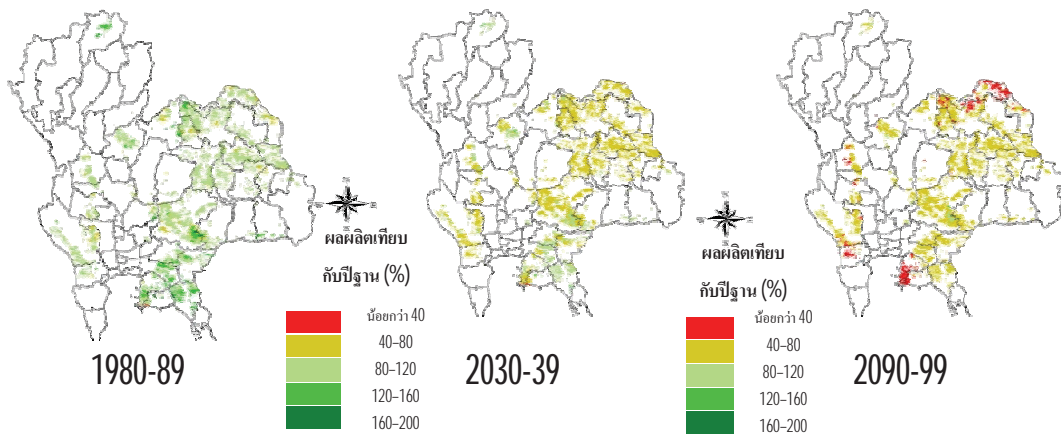 ผลผลิตเทียบ
กับปีฐาน (%)
น้อยกว่า 40
40–80
80–120
120–160
160–200
ผลผลิตเทียบ
กับปีฐาน (%)
น้อยกว่า 40
40–80
80–120
120–160
160–200
1980-89
2030-39
2090-99